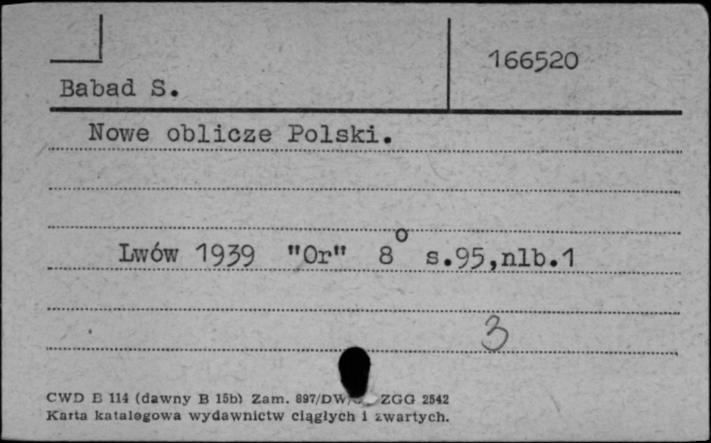 166520
Babad S.
Nowe oblicze Polski.
Lwów 1939 "Or" 8° s.95,nlb.1
3
CWD B 114 (dawny B 15b) Zam. 897/DW/ ZGG 2542
Karta katalogowa wydawnictw ciągłych i zwartych.